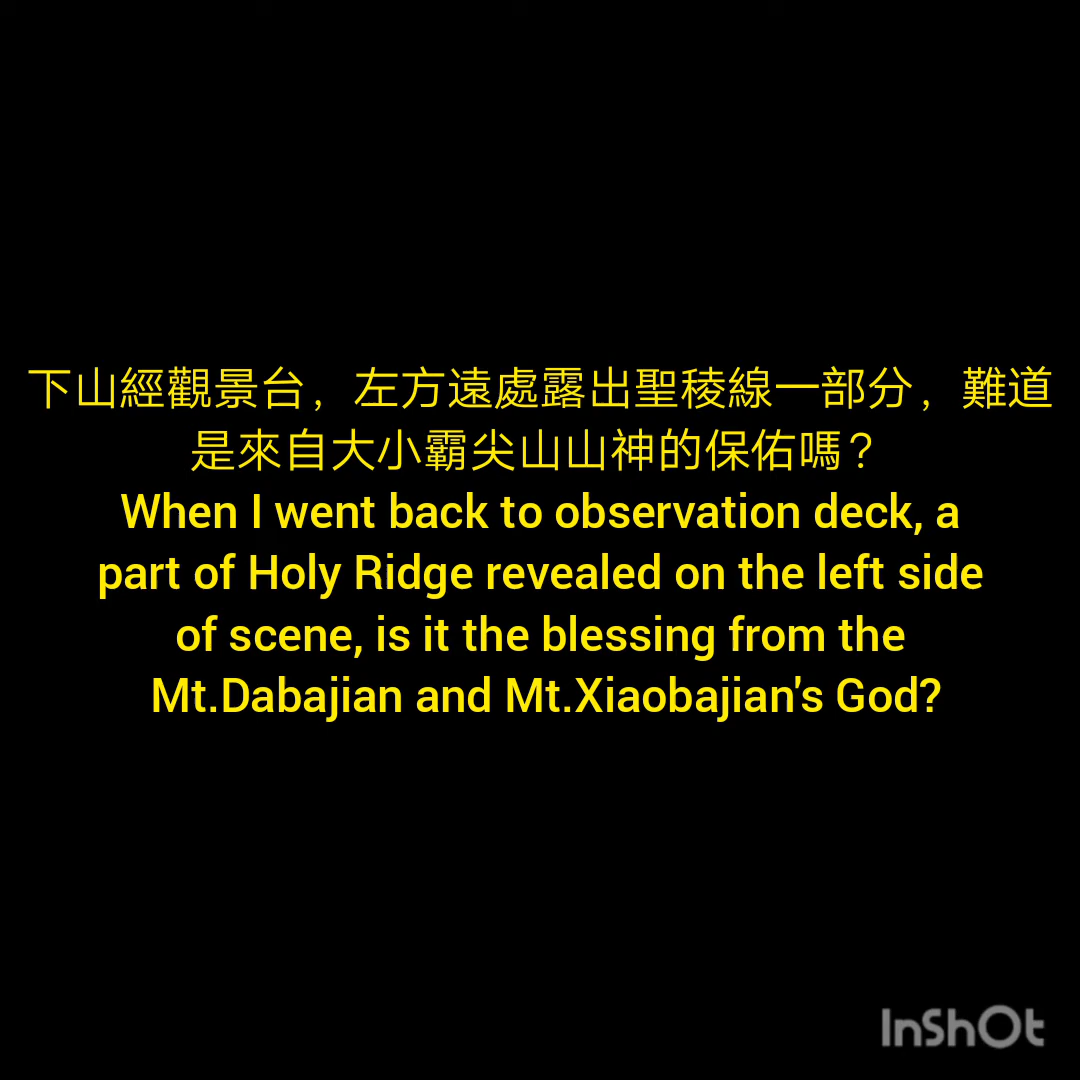 下山經觀景台，左方遠處露出聖稜線一部分，難道
是來自大小霸尖山山神的保佑嗎？
When I went back to observation deck, a
part of Holy Ridge revealed on the left side
of scene, is it the blessing from the
Mt.Dabajian and Mt.Xiaobajian's God?
InShOt